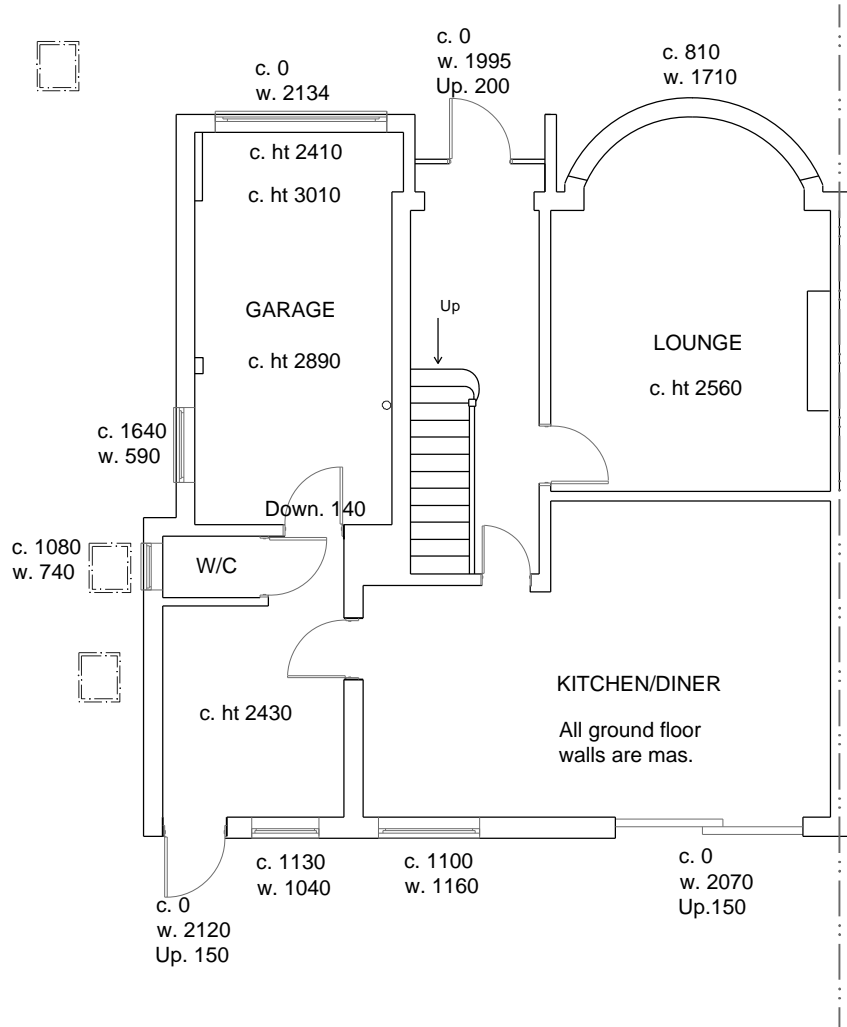 c. 0
w. 2134
c. 0
w. 1995
Up. 200
c. 810
w. 1710
c. ht 2410
c. ht 3010
GARAGE
c. ht 2890
Up
LOUNGE
c. ht 2560
c. 1640
w. 590
Down. 140
c. 1080
w. 740
W/C
c. ht 2430
KITCHEN/DINER
All ground floor
walls are mas.
c. 0
w. 2120
Up. 150
c. 1130
w. 1040
c. 1100
w. 1160
c. 0
w. 2070
Up.150